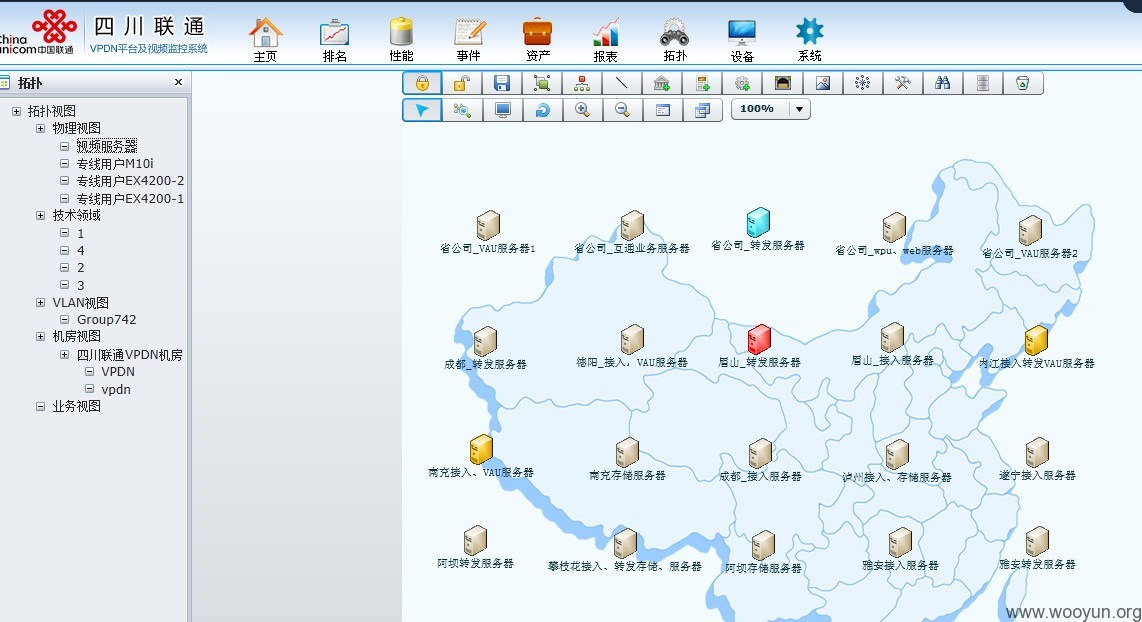 China
unicom中国联通
四川联通
VPDN平台及视频监控系统
主页
排名
性能
事件
资产
报表
拓扑
设备
系统
拓扑
100%
拓扑视图
物理视图
视频服务器
专线用户M10i
专线用户EX4200-2
专线用户EX4200-1
技术领域
1
4
2
3
VLAN视图
Group742
机房视图
四川联通VPDN机房
VPDN
vpdn
业务视图
省公司_VAU服务器1
省公司_互通业务服务器
省公司_转发服务器
省公司_wpu、web服务器
省公司_VAU服务器2
成都_转发服务器
德阳_接入，VAU服务器
眉山_转发服务器
眉山_接入服务器
内江接入转发VAU服务器
南充接入、VAU服务器
南充存储服务器
成都_接入服务器
泸州接入、存储服务器
遂宁接入服务器
阿坝转发服务器
攀枝花接入、转发存储、服务器
阿坝存储服务器
雅安接入服务器
雅安转发服务器
www.wooyun.org